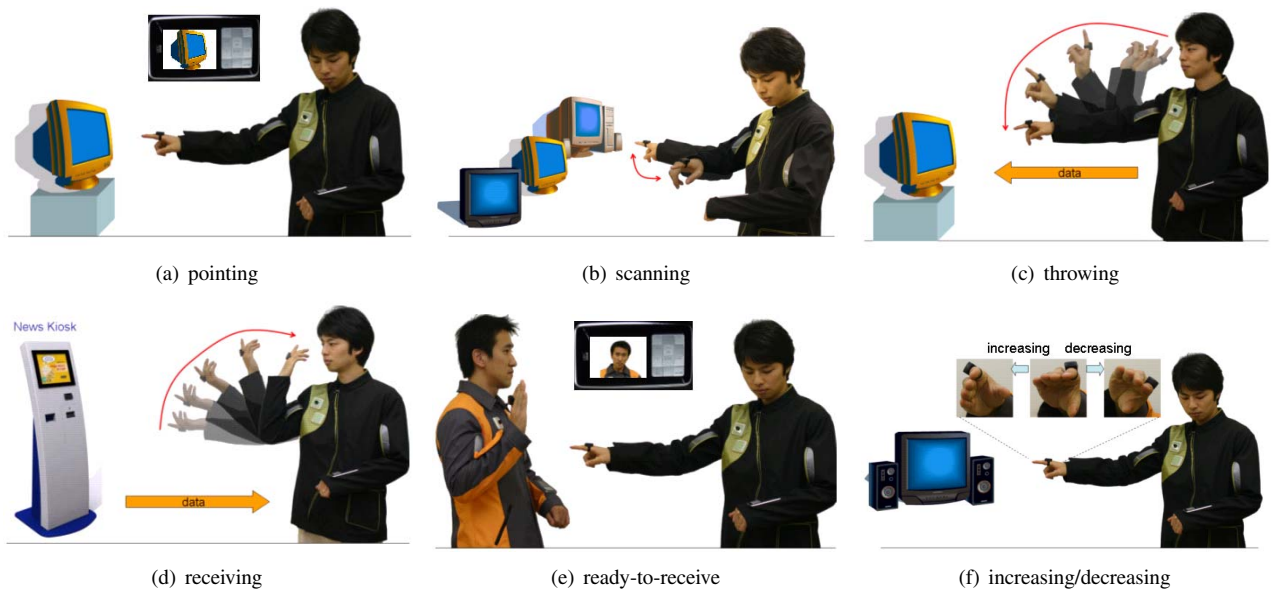 (a) pointing
(b) scanning
data
(c) throwing
News Kiosk
data
(d) receiving
(e) ready-to-receive
increasing decreasing
(f) increasing/decreasing